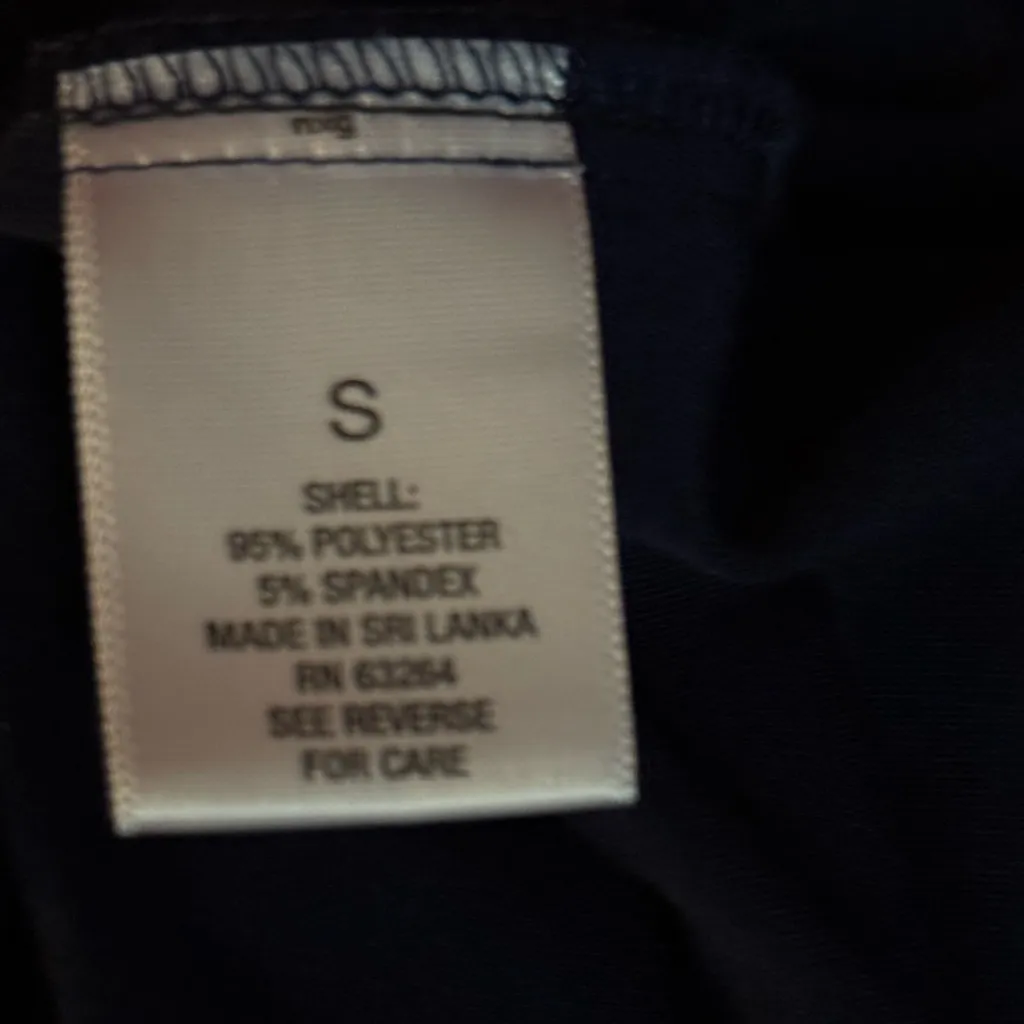 S
SHELL:
95% POLYESTER
5% SPANDEX
MADE IN SRI LANKA
RN 63264
SEE REVERSE
FOR CARE